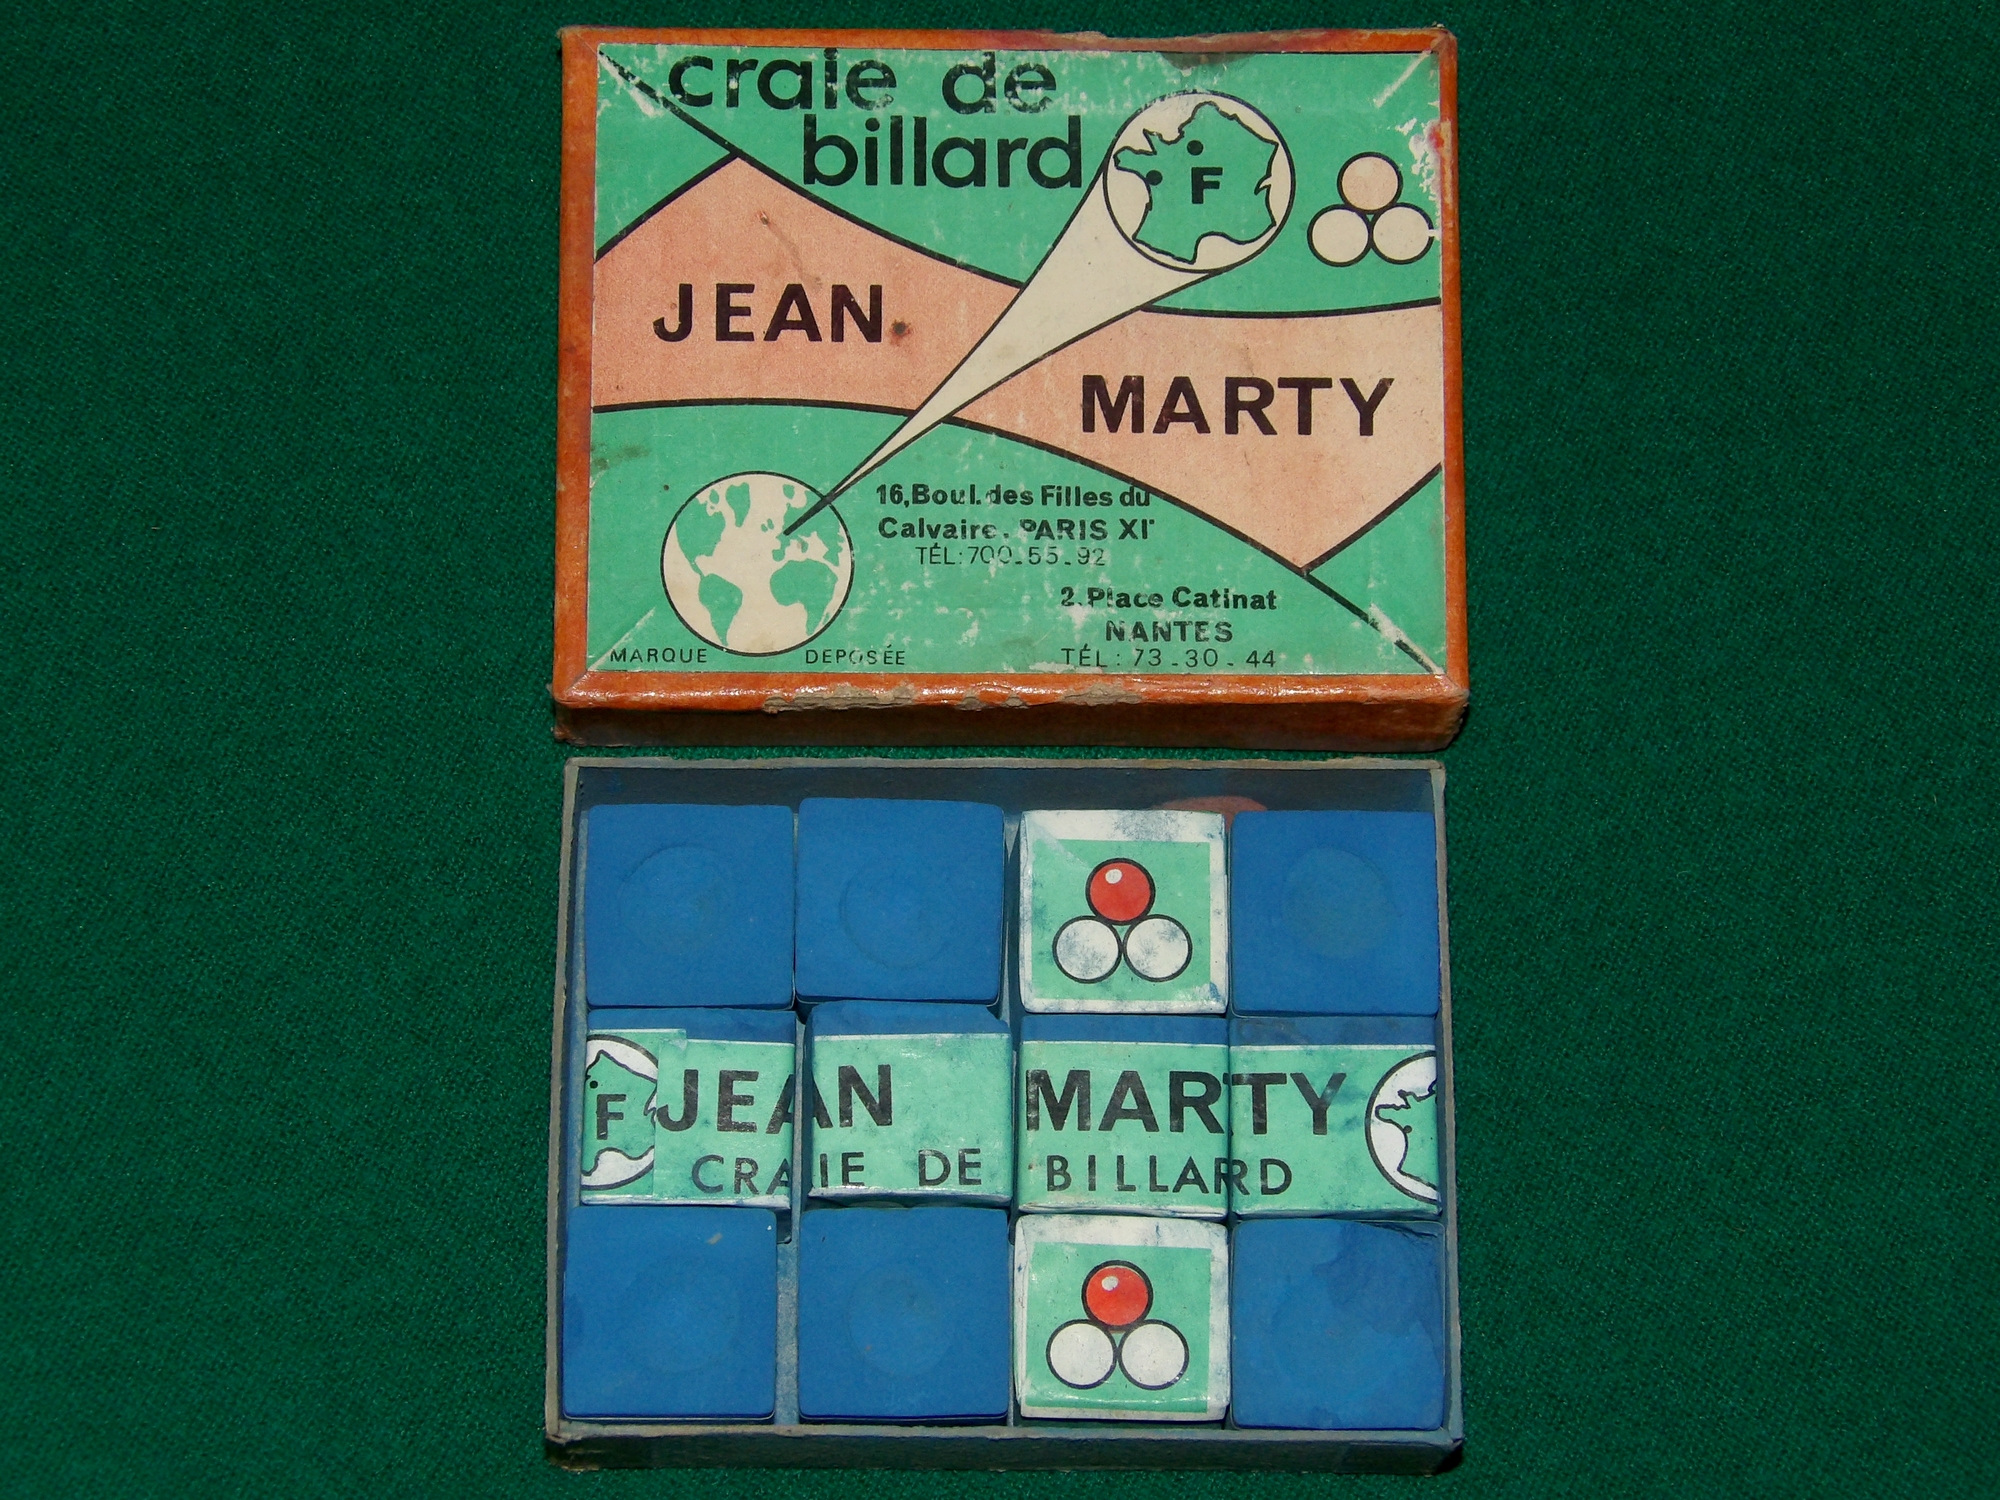 craie de
billard
F
JEAN
MARTY
16,Boul.des Filles du
Calvaire. PARIS XIᵉ
TÉL:700.55.92
2.Place Catinat
NANTES
TÉL: 73.30.44
MARQUE DEPOSÉE
F JEAN MARTY
CRAIE DE BILLARD